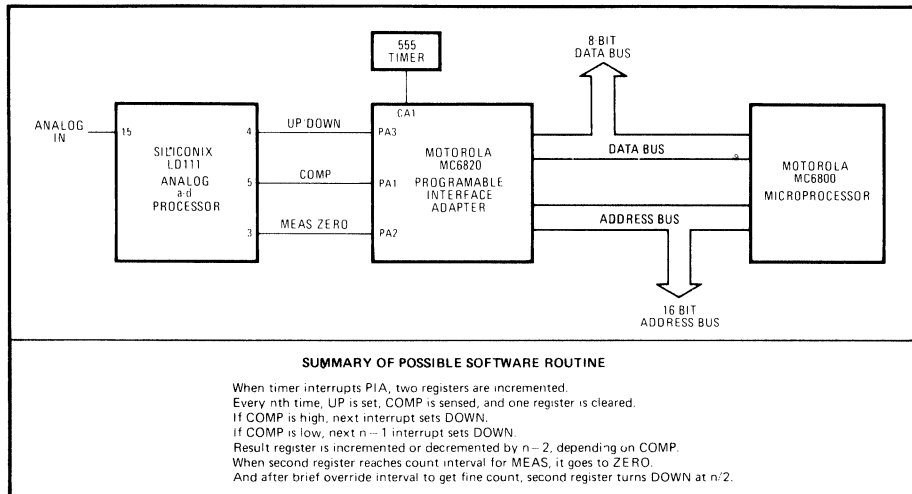 555
TIMER
8-BIT
DATA BUS
CA1
ANALOG
IN
15
SILICONIX
LD111
ANALOG
a-d
PROCESSOR
4
UP/DOWN
PA3
5
COMP
PA1
3
MEAS ZERO
PA2
MOTOROLA
MC6820
PROGRAMABLE
INTERFACE
ADAPTER
DATA BUS
ADDRESS BUS
MOTOROLA
MC6800
MICROPROCESSOR
16 BIT
ADDRESS BUS
SUMMARY OF POSSIBLE SOFTWARE ROUTINE
When timer interrupts PIA, two registers are incremented.
Every nth time, UP is set, COMP is sensed, and one register is cleared.
If COMP is high, next interrupt sets DOWN.
If COMP is low, next n – 1 interrupt sets DOWN.
Result register is incremented or decremented by n – 2, depending on COMP.
When second register reaches count interval for MEAS, it goes to ZERO.
And after brief override interval to get fine count, second register turns DOWN at n/2.